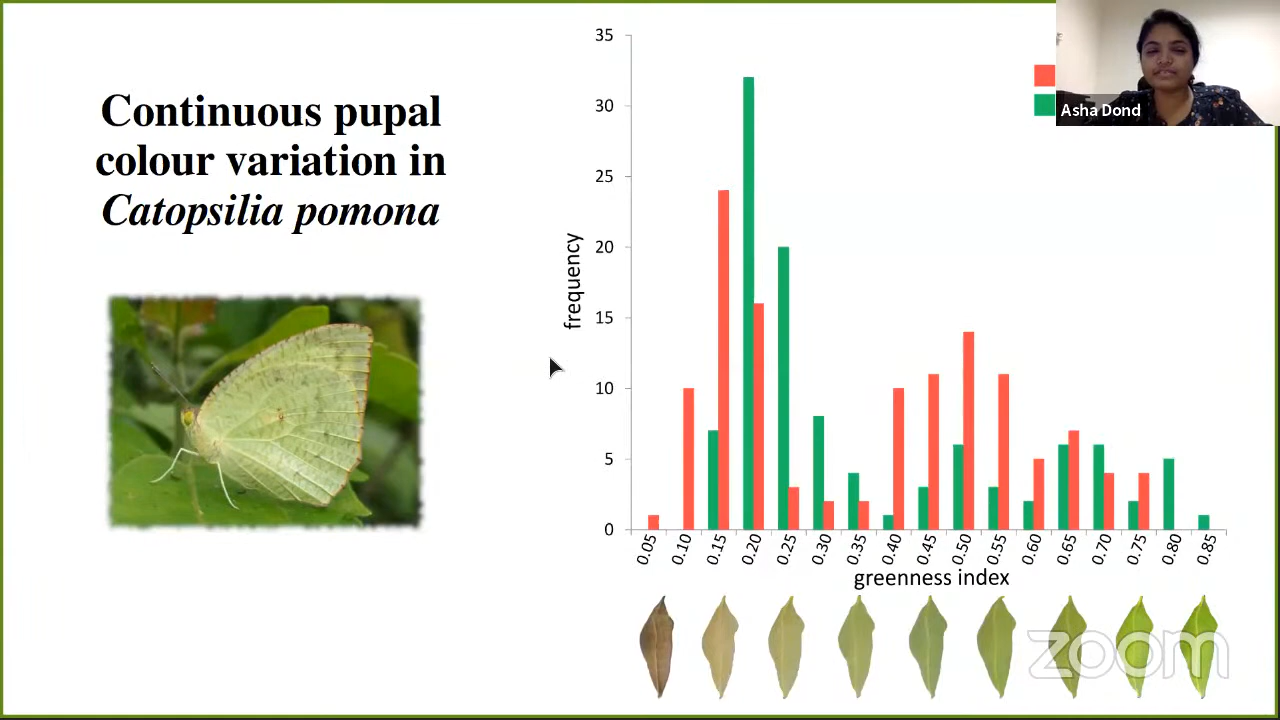 Continuous pupal
colour variation in
Catopsilia pomona
35
30
25
20
15
10
5
0
frequency
0.05 0.10 0.15 0.20 0.25 0.30 0.35 0.40 0.45 0.50 0.55 0.60 0.65 0.70 0.75 0.80 0.85
greenness index
Asha Dond
zoom